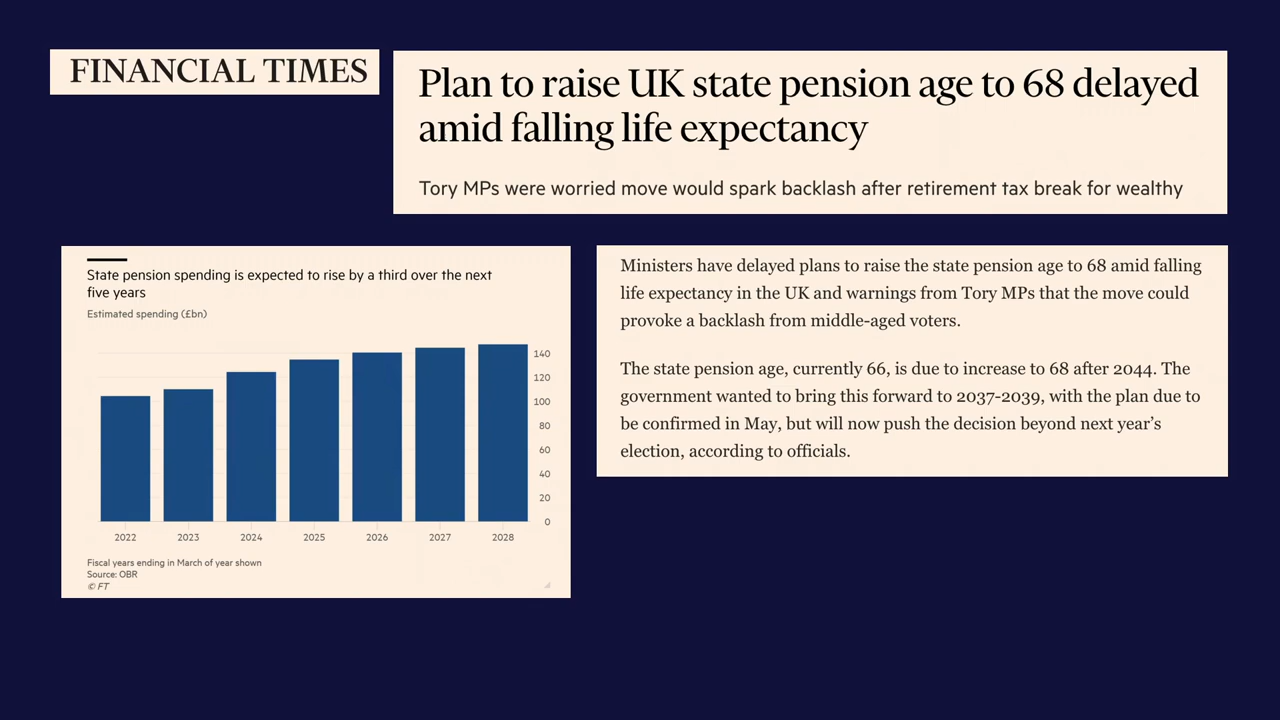 FINANCIAL TIMES
Plan to raise UK state pension age to 68 delayed
amid falling life expectancy
Tory MPs were worried move would spark backlash after retirement tax break for wealthy
State pension spending is expected to rise by a third over the next
five years
Estimated spending (£bn)
140
120
100
80
60
40
20
0
2022 2023 2024 2025 2026 2027 2028
Fiscal years ending in March of year shown
Source: OBR
© FT
Ministers have delayed plans to raise the state pension age to 68 amid falling
life expectancy in the UK and warnings from Tory MPs that the move could
provoke a backlash from middle-aged voters.
The state pension age, currently 66, is due to increase to 68 after 2044. The
government wanted to bring this forward to 2037-2039, with the plan due to
be confirmed in May, but will now push the decision beyond next year’s
election, according to officials.